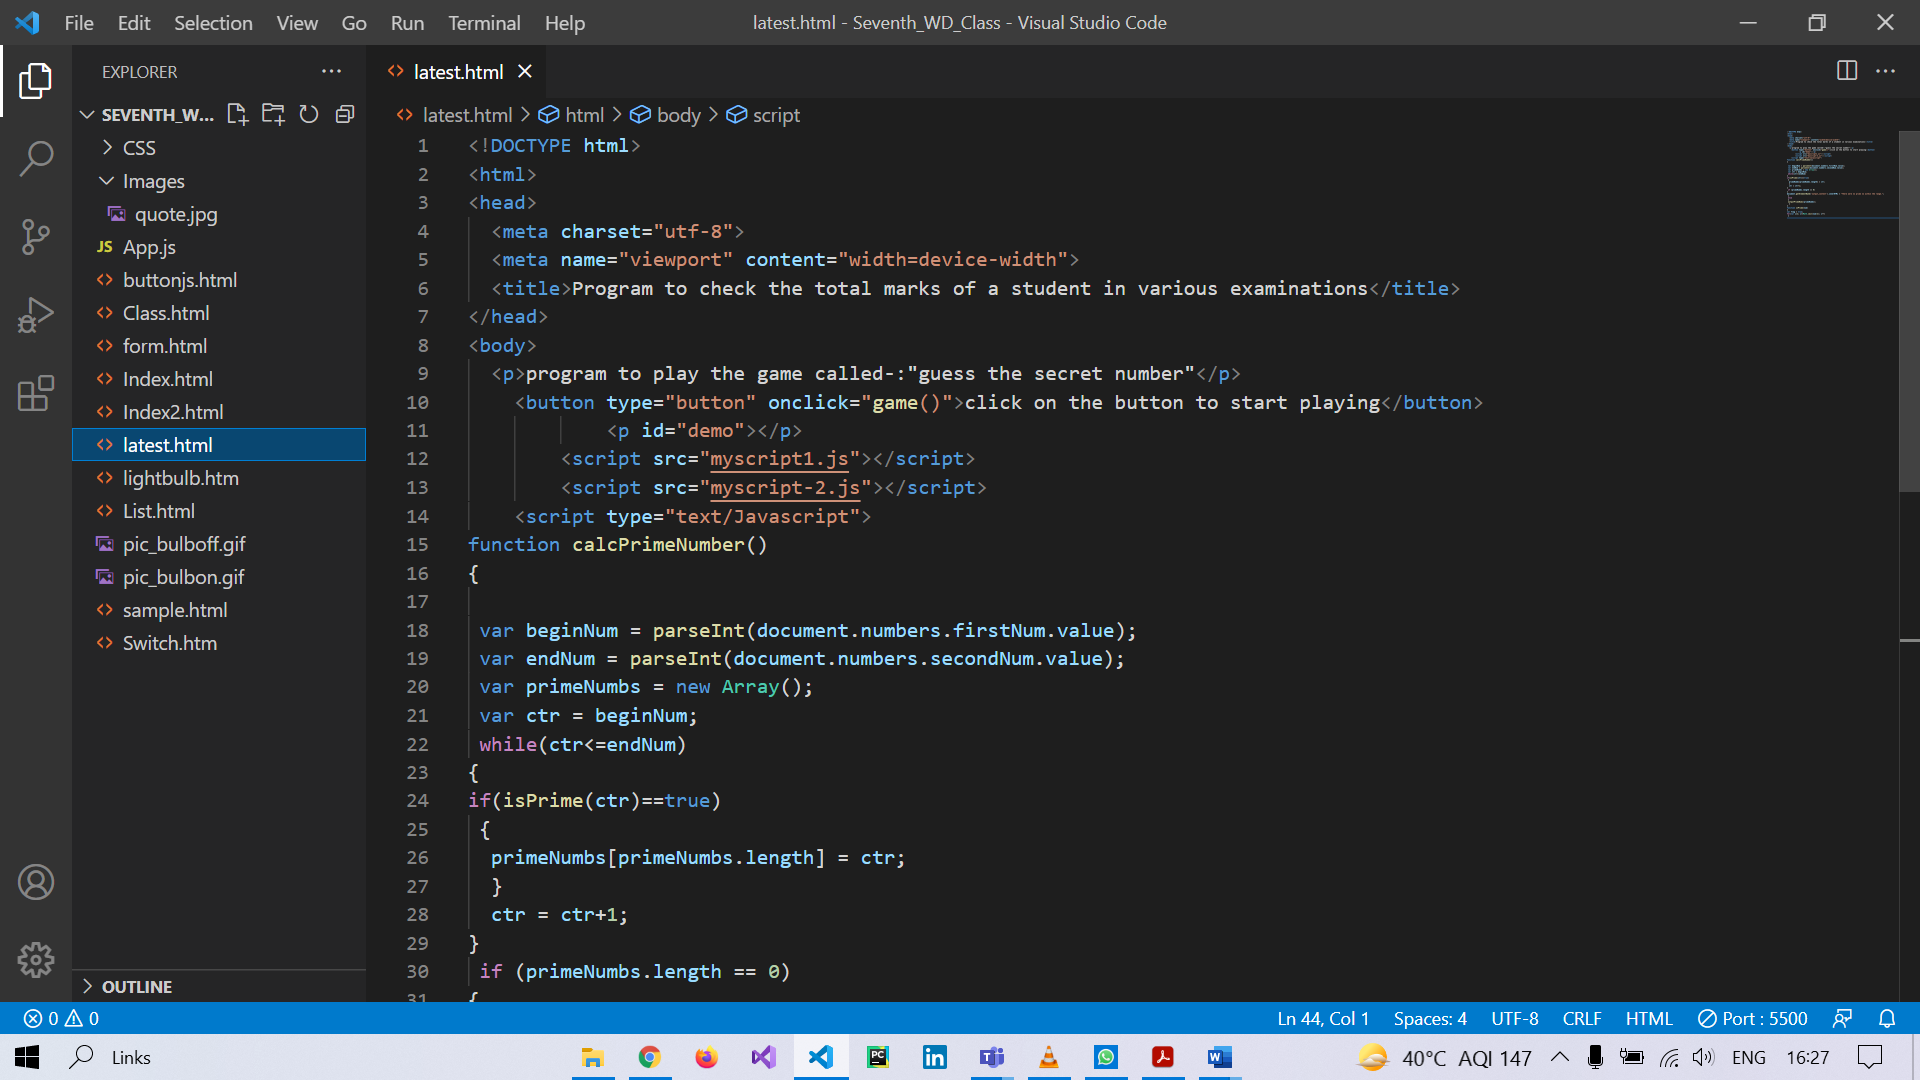 File Edit Selection View Go Run Terminal Help
latest.html - Seventh_WD_Class - Visual Studio Code
EXPLORER
SEVENTH_W...
CSS
Images
quote.jpg
JS App.js
buttonjs.html
Class.html
form.html
Index.html
Index2.html
latest.html
lightbulb.htm
List.html
pic_bulboff.gif
pic_bulbon.gif
sample.html
Switch.htm
OUTLINE
latest.html
latest.html > html > body > script
1 <!DOCTYPE html>
2 <html>
3 <head>
4 <meta charset="utf-8">
5 <meta name="viewport" content="width=device-width">
6 <title>Program to check the total marks of a student in various examinations</title>
7 </head>
8 <body>
9 <p>program to play the game called-:"guess the secret number"</p>
10 <button type="button" onclick="game()">click on the button to start playing</button>
11 <p id="demo"></p>
12 <script src="myscript1.js"></script>
13 <script src="myscript-2.js"></script>
14 <script type="text/Javascript">
15 function calcPrimeNumber()
16 {
17
18 var beginNum = parseInt(document.numbers.firstNum.value);
19 var endNum = parseInt(document.numbers.secondNum.value);
20 var primeNumbs = new Array();
21 var ctr = beginNum;
22 while(ctr<=endNum)
23 {
24 if(isPrime(ctr)==true)
25 {
26 primeNumbs[primeNumbs.length] = ctr;
27 }
28 ctr = ctr+1;
29 }
30 if (primeNumbs.length == 0)
31 {
0 0
Ln 44, Col 1 Spaces: 4 UTF-8 CRLF HTML Port : 5500
Links
PC
in
T
W
40°C AQI 147 ENG 16:27